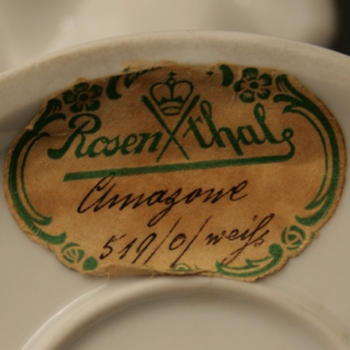 Rosenthal
Amazone
519/0/weiß